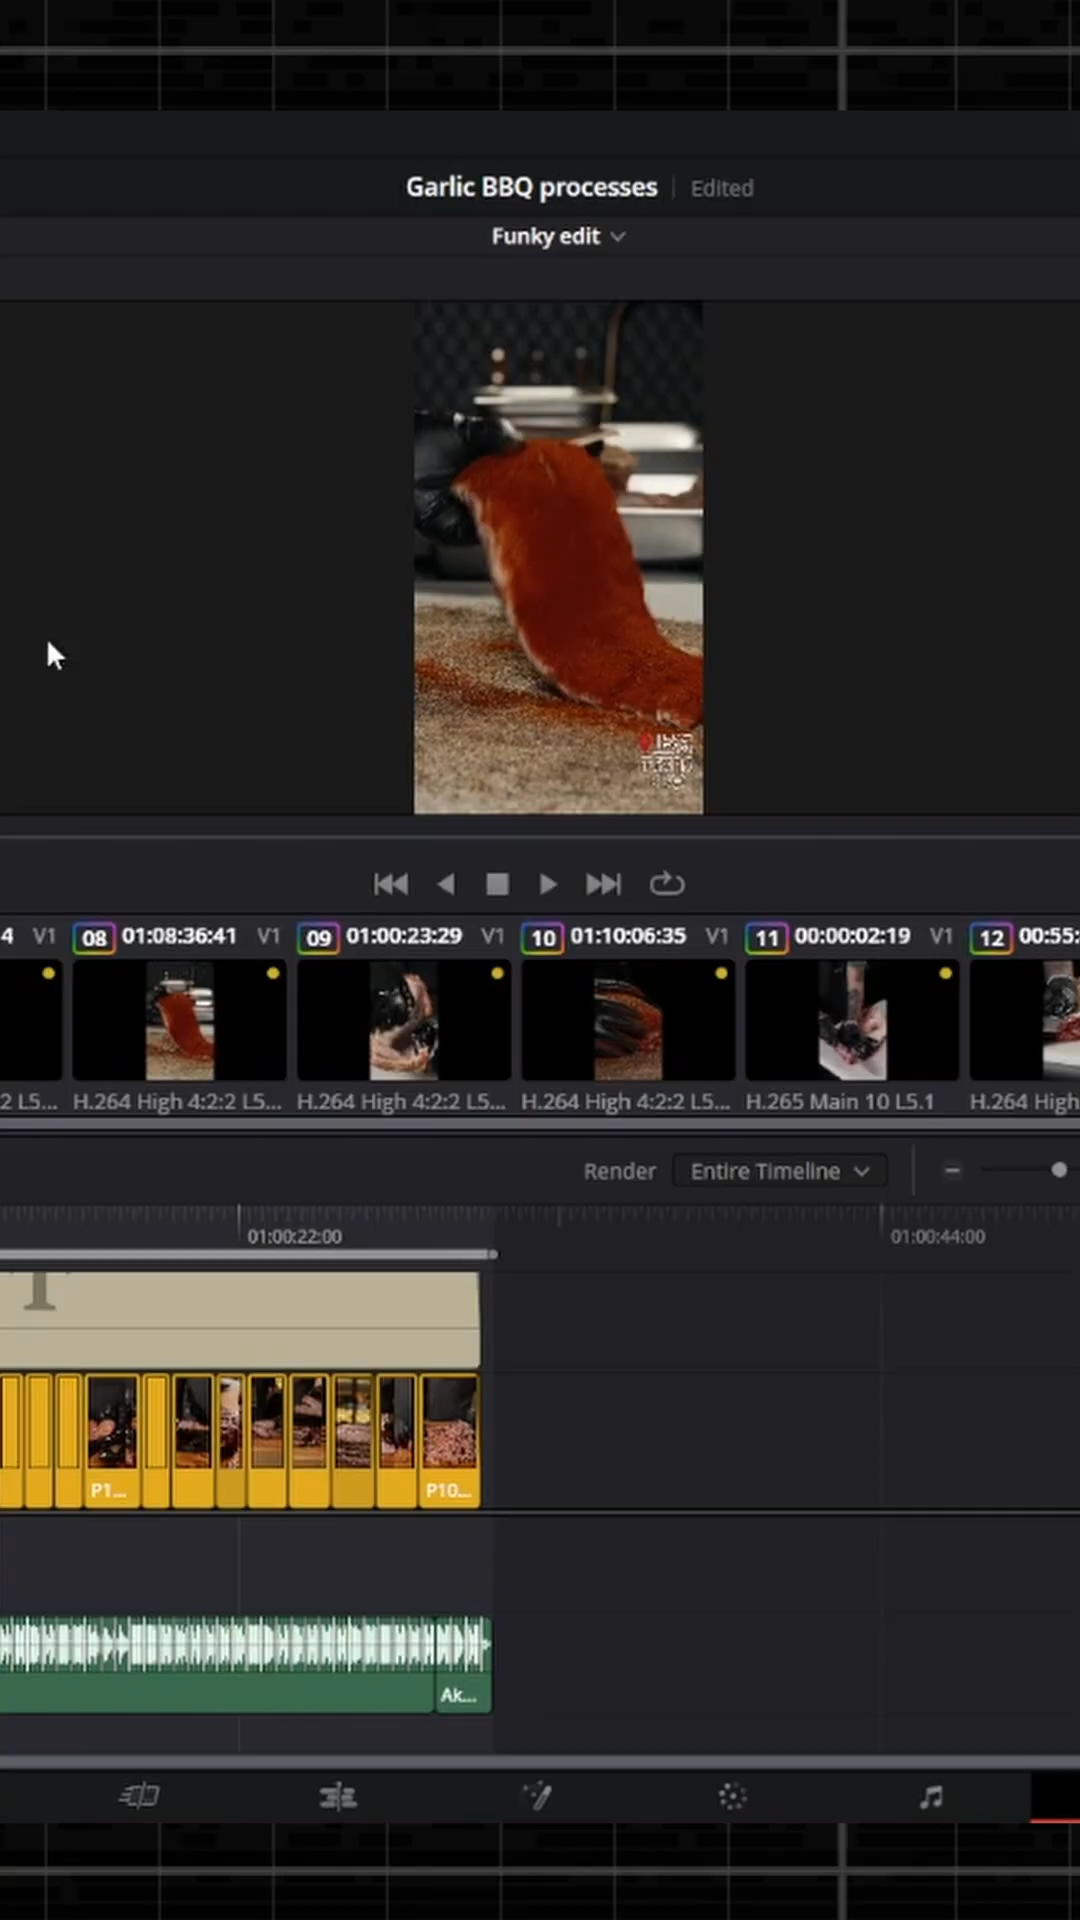 Garlic BBQ processes | Edited
Funky edit
4 V1 08 01:08:36:41 V1 09 01:00:23:29 V1 10 01:10:06:35 V1 11 00:00:02:19 V1 12 00:55:
2 L5... H.264 High 4:2:2 L5... H.264 High 4:2:2 L5... H.264 High 4:2:2 L5... H.265 Main 10 L5.1 H.264 High
Render Entire Timeline
01:00:22:00 01:00:44:00
P1... P10...
Ak...